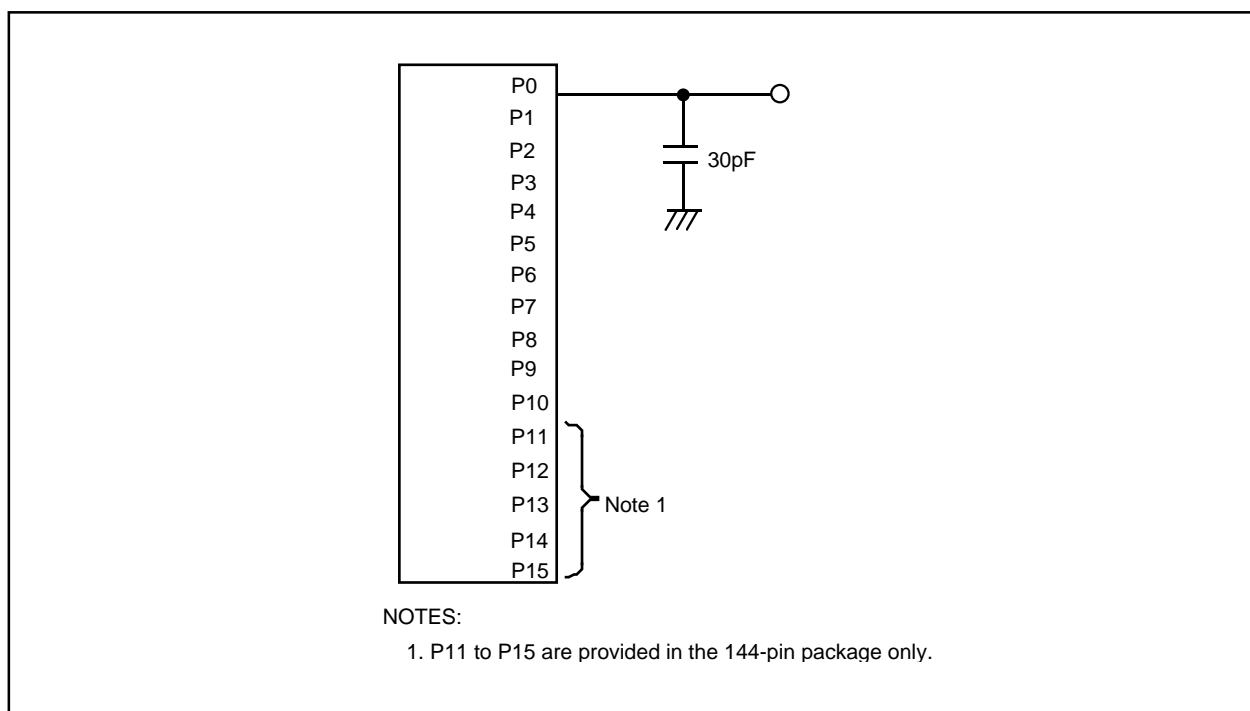 P0
P1
P2
30pF
P3
P4
P5
P6
P7
P8
P9
P10
P11
P12
P13
Note 1
P14
P15
NOTES:
1. P11 to P15 are provided in the 144-pin package only.